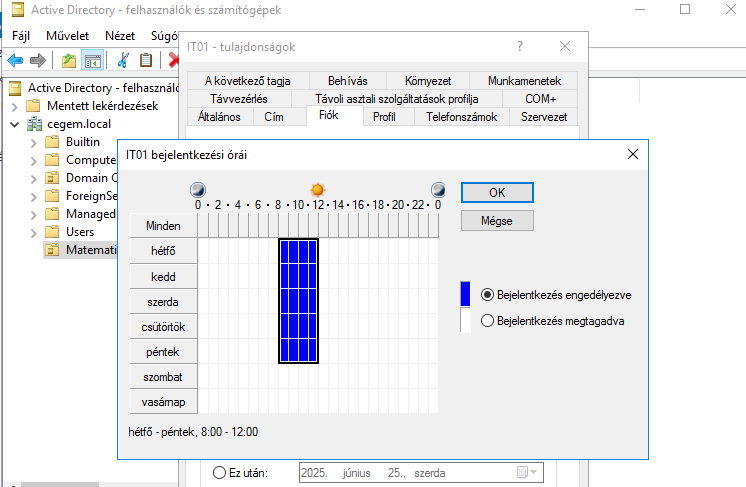 Active Directory - felhasználók és számítógépek
Fájl Művelet Nézet Súgó
IT01 - tulajdonságok
Active Directory - felhasználó
Mentett lekérdezések
cegem.local
Builtin
Compute
Domain C
ForeignSe
Managed
Users
Matemati
A következő tagja Behívás Környezet Munkamenetek
Távvezérlés Távoli asztali szolgáltatások profilja COM+
Általános Cím Fiók Profil Telefonszámok Szervezet
IT01 bejelentkezési órái
0 · 2 · 4 · 6 · 8 · 10 · 12 · 14 · 16 · 18 · 20 · 22 · 0
Minden
hétfő
kedd
szerda
csütörtök
péntek
szombat
vasárnap
OK
Mégse
Bejelentkezés engedélyezve
Bejelentkezés megtagadva
hétfő - péntek, 8:00 - 12:00
Ez után: 2025. június 25., szerda